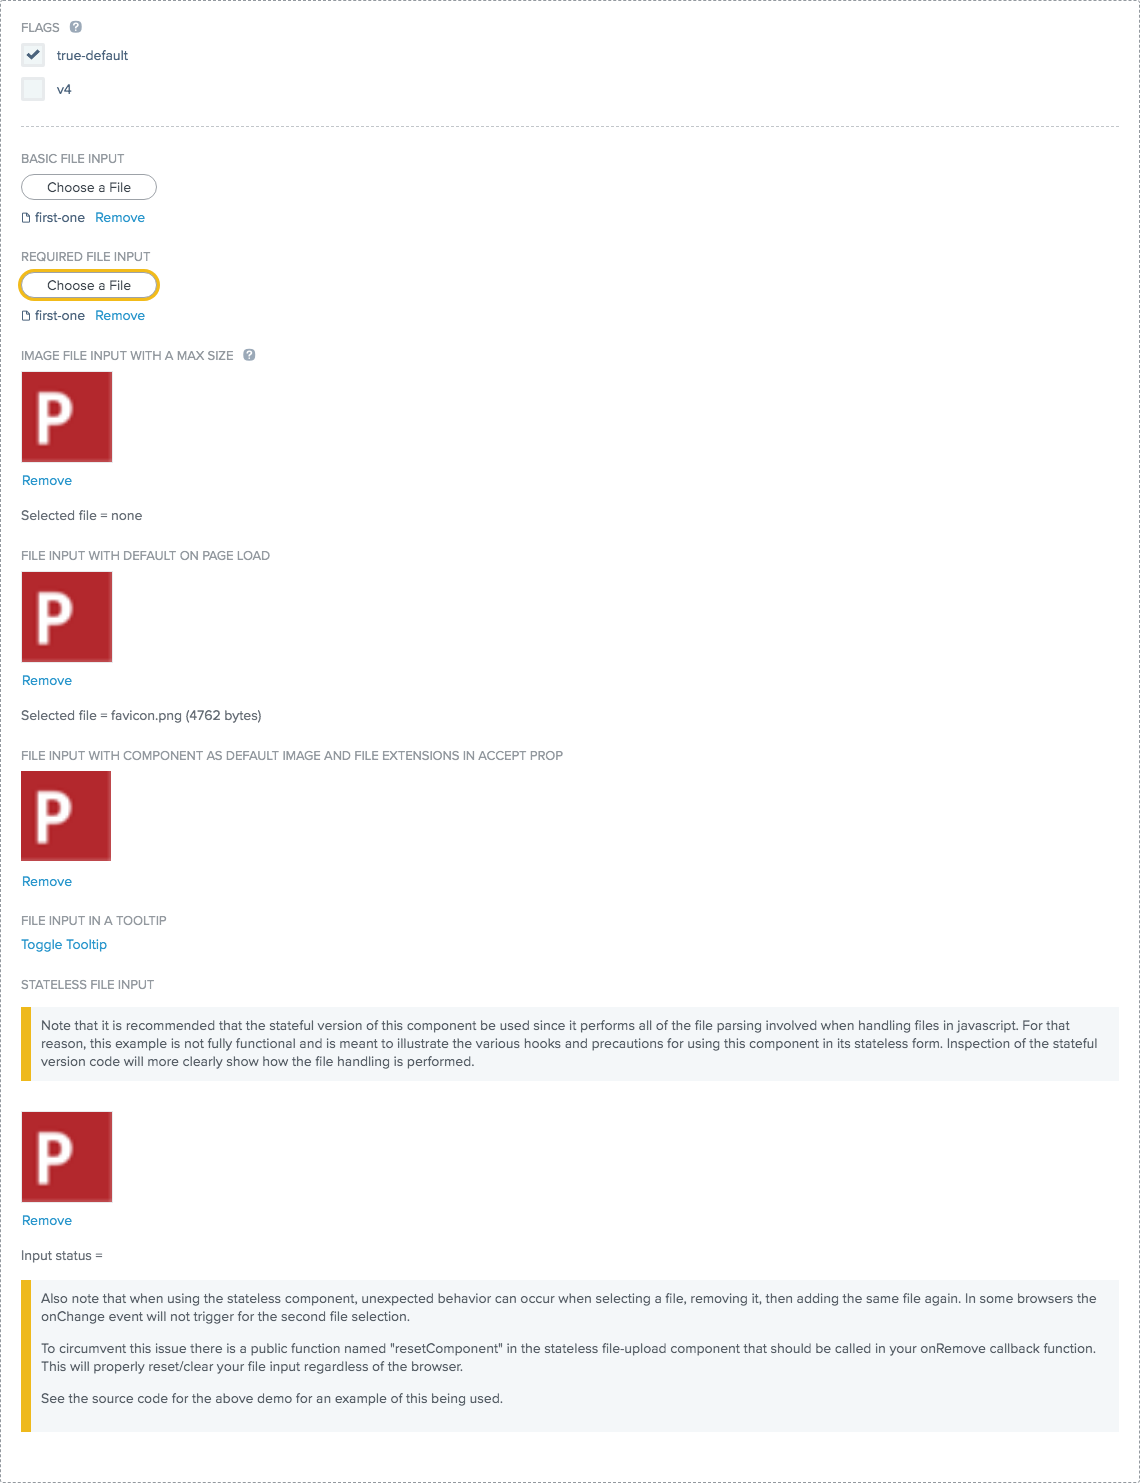 FLAGS ?
true-default
v4
BASIC FILE INPUT
Choose a File
first-one Remove
REQUIRED FILE INPUT
Choose a File
first-one Remove
IMAGE FILE INPUT WITH A MAX SIZE ?
P
Remove
Selected file = none
FILE INPUT WITH DEFAULT ON PAGE LOAD
P
Remove
Selected file = favicon.png (4762 bytes)
FILE INPUT WITH COMPONENT AS DEFAULT IMAGE AND FILE EXTENSIONS IN ACCEPT PROP
P
Remove
FILE INPUT IN A TOOLTIP
Toggle Tooltip
STATELESS FILE INPUT
Note that it is recommended that the stateful version of this component be used since it performs all of the file parsing involved when handling files in javascript. For that
reason, this example is not fully functional and is meant to illustrate the various hooks and precautions for using this component in its stateless form. Inspection of the stateful
version code will more clearly show how the file handling is performed.
P
Remove
Input status =
Also note that when using the stateless component, unexpected behavior can occur when selecting a file, removing it, then adding the same file again. In some browsers the
onChange event will not trigger for the second file selection.
To circumvent this issue there is a public function named "resetComponent" in the stateless file-upload component that should be called in your onRemove callback function.
This will properly reset/clear your file input regardless of the browser.
See the source code for the above demo for an example of this being used.